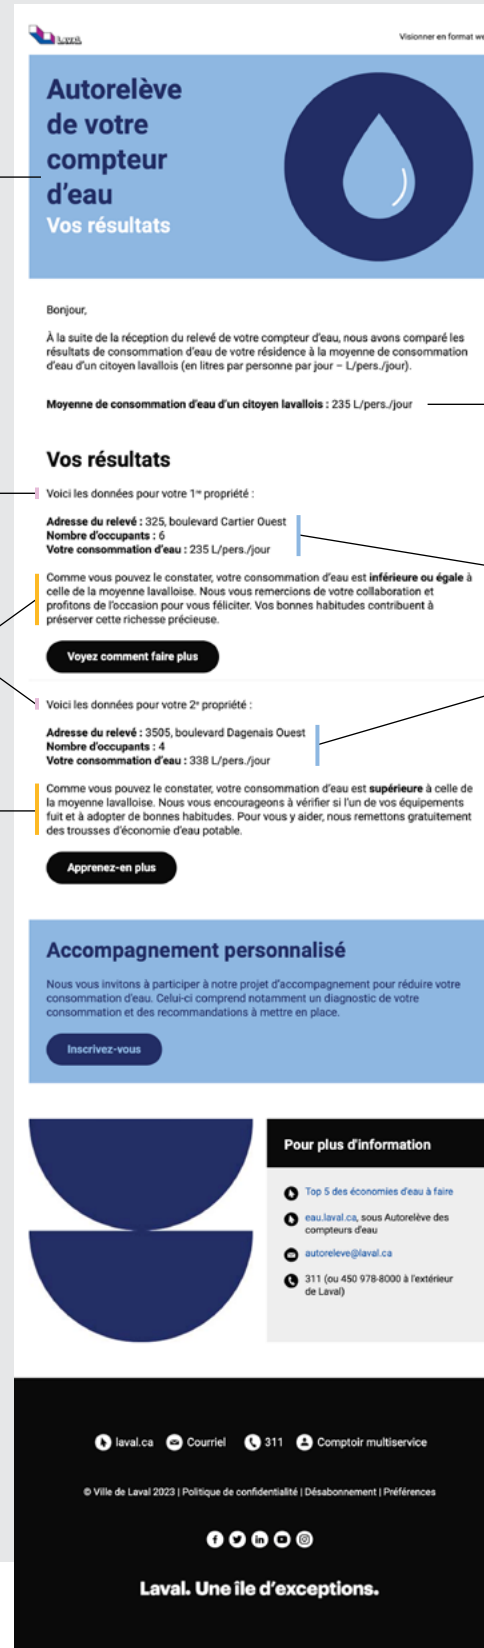 Laval
Visionner en format we
Autorelève
de votre
compteur
d'eau
Vos résultats
Bonjour,
À la suite de la réception du relevé de votre compteur d'eau, nous avons comparé les
résultats de consommation d'eau de votre résidence à la moyenne de consommation
d'eau d'un citoyen lavallois (en litres par personne par jour – L/pers./jour).
Moyenne de consommation d'eau d'un citoyen lavallois : 235 L/pers./jour
Vos résultats
Voici les données pour votre 1re propriété :
Adresse du relevé : 325, boulevard Cartier Ouest
Nombre d'occupants : 6
Votre consommation d'eau : 235 L/pers./jour
Comme vous pouvez le constater, votre consommation d'eau est inférieure ou égale à
celle de la moyenne lavalloise. Nous vous remercions de votre collaboration et
profitons de l'occasion pour vous féliciter. Vos bonnes habitudes contribuent à
préserver cette richesse précieuse.
Voyez comment faire plus
Voici les données pour votre 2e propriété :
Adresse du relevé : 3505, boulevard Dagenais Ouest
Nombre d'occupants : 4
Votre consommation d'eau : 338 L/pers./jour
Comme vous pouvez le constater, votre consommation d'eau est supérieure à celle de
la moyenne lavalloise. Nous vous encourageons à vérifier si l'un de vos équipements
fuit et à adopter de bonnes habitudes. Pour vous y aider, nous remettons gratuitement
des trousses d'économie d'eau potable.
Apprenez-en plus
Accompagnement personnalisé
Nous vous invitons à participer à notre projet d'accompagnement pour réduire votre
consommation d'eau. Celui-ci comprend notamment un diagnostic de votre
consommation et des recommandations à mettre en place.
Inscrivez-vous
Pour plus d'information
Top 5 des économies d'eau à faire
eau.laval.ca, sous Autorelève des
compteurs d'eau
autoreleve@laval.ca
311 (ou 450 978-8000 à l'extérieur
de Laval)
laval.ca Courriel 311 Comptoir multiservice
© Ville de Laval 2023 | Politique de confidentialité | Désabonnement | Préférences
Laval. Une île d'exceptions.